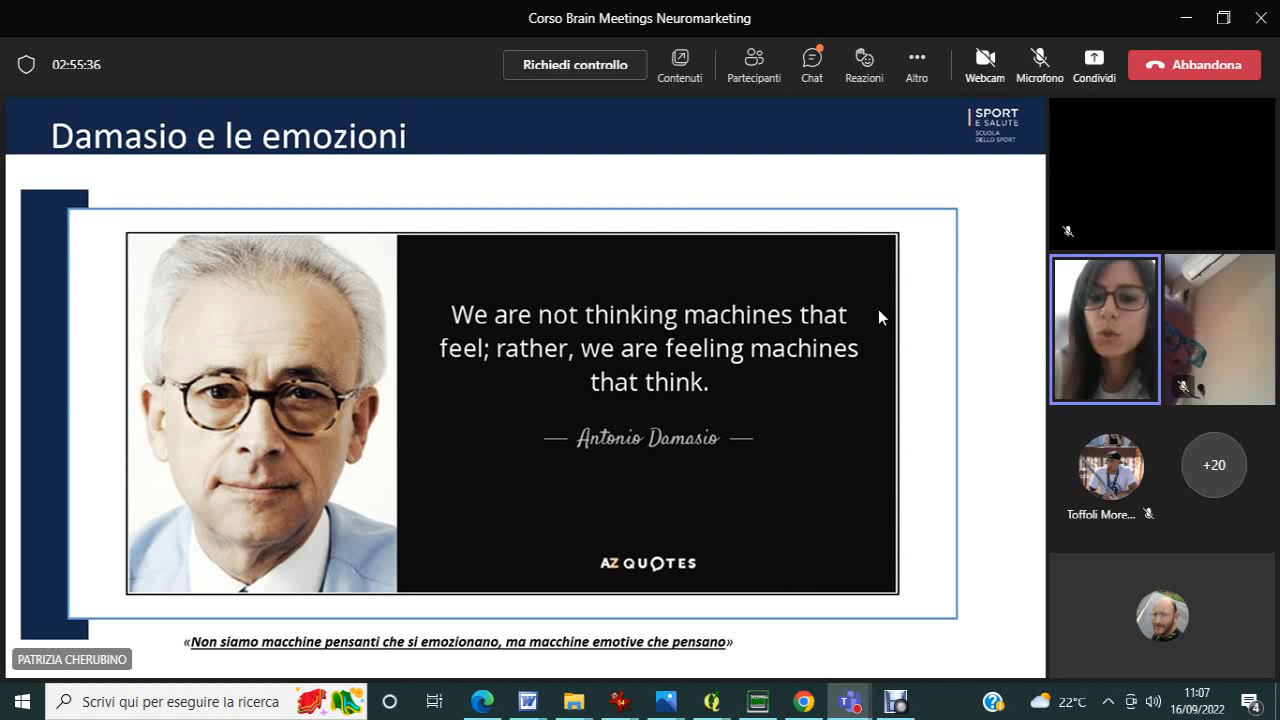 Corso Brain Meetings Neuromarketing
02:55:36
Richiedi controllo
Contenuti
Partecipanti
Chat
Reazioni
Altro
Webcam
Microfono
Condividi
Abbandona
Damasio e le emozioni
SPORT
E SALUTE
SCUOLA
DELLO SPORT
We are not thinking machines that
feel; rather, we are feeling machines
that think.
Antonio Damasio
AZ QUOTES
«Non siamo macchine pensanti che si emozionano, ma macchine emotive che pensano»
PATRIZIA CHERUBINO
+20
Toffoli More...
Scrivi qui per eseguire la ricerca
22°C
11:07
16/09/2022
4